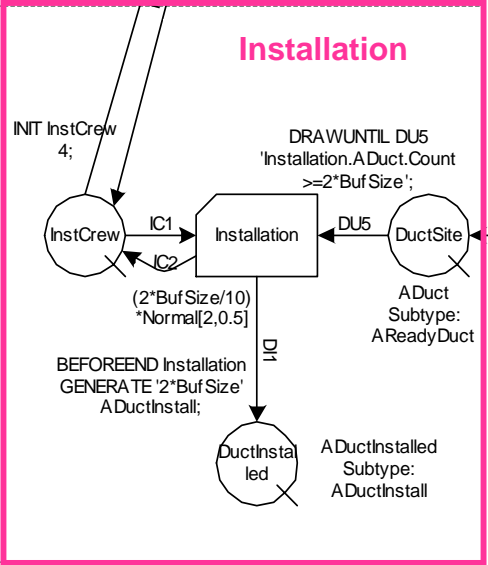 Installation
INIT InstCrew
4;
DRAWUNTIL DU5
'Installation.ADuct.Count
>=2*BufSize';
InstCrew
IC1
IC2
Installation
DU5
DuctSite
(2*BufSize/10)
*Normal[2,0.5]
ADuct
Subtype:
AReadyDuct
DI1
BEFOREEND Installation
GENERATE '2*BufSize'
ADuctInstall;
DuctInstal
led
ADuctInstalled
Subtype:
ADuctInstall